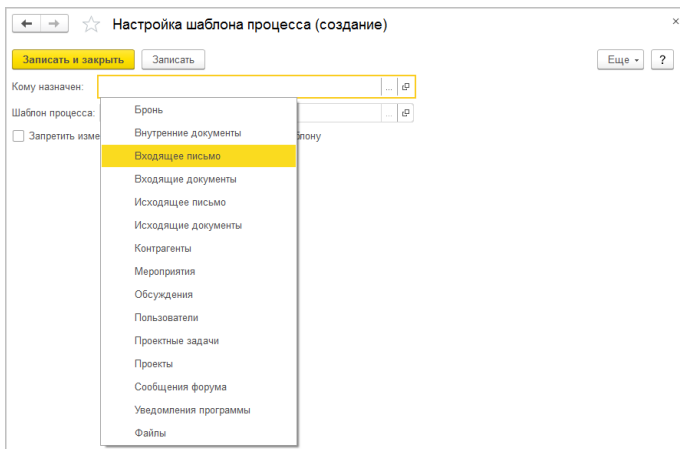 Настройка шаблона процесса (создание)
Записать и закрыть Записать Еще ?
Кому назначен: ...
Шаблон процесса: ...
Запретить изме блону
Бронь
Внутренние документы
Входящее письмо
Входящие документы
Исходящее письмо
Исходящие документы
Контрагенты
Мероприятия
Обсуждения
Пользователи
Проектные задачи
Проекты
Сообщения форума
Уведомления программы
Файлы